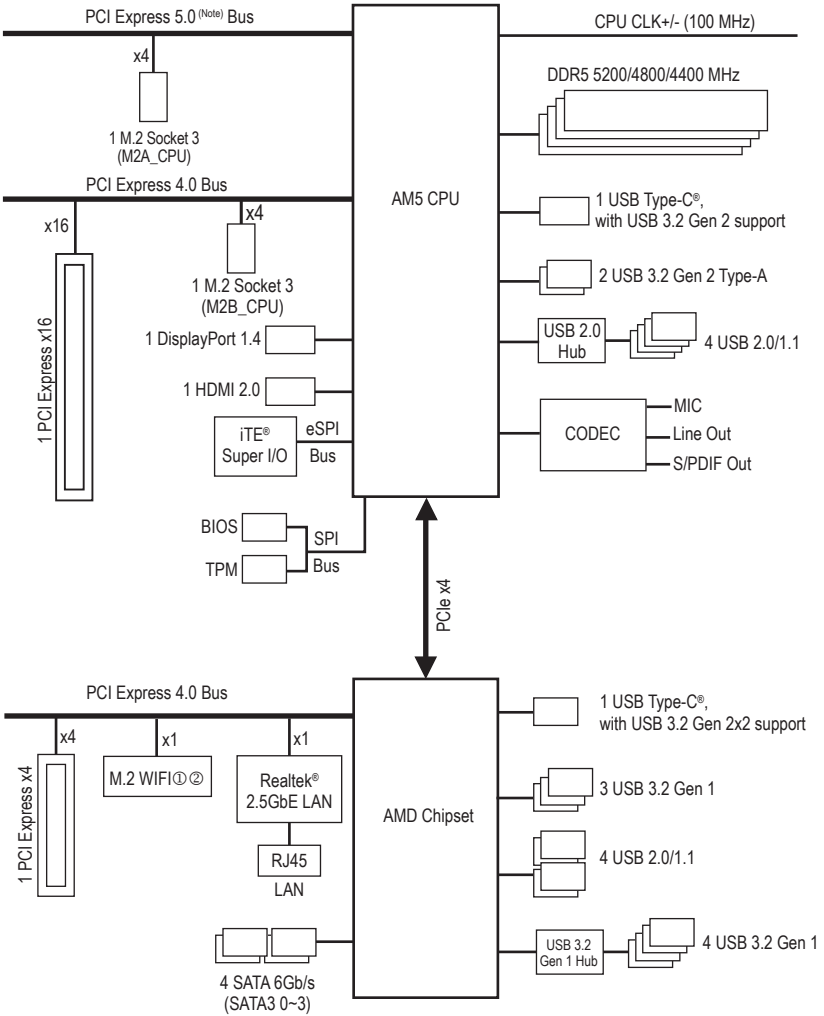 PCI Express 5.0 (Note) Bus
CPU CLK+/- (100 MHz)
x4
1 M.2 Socket 3
(M2A_CPU)
DDR5 5200/4800/4400 MHz
PCI Express 4.0 Bus
AM5 CPU
x16
x4
1 M.2 Socket 3
(M2B_CPU)
1 PCI Express x16
1 USB Type-C®,
with USB 3.2 Gen 2 support
2 USB 3.2 Gen 2 Type-A
1 DisplayPort 1.4
USB 2.0
Hub
4 USB 2.0/1.1
1 HDMI 2.0
iTE®
Super I/O
eSPI
Bus
CODEC
MIC
Line Out
S/PDIF Out
BIOS
TPM
SPI
Bus
PCIe x4
PCI Express 4.0 Bus
AMD Chipset
x4
x1
x1
1 PCI Express x4
M.2 WIFI① ②
Realtek®
2.5GbE LAN
RJ45
LAN
4 SATA 6Gb/s
(SATA3 0~3)
1 USB Type-C®,
with USB 3.2 Gen 2x2 support
3 USB 3.2 Gen 1
4 USB 2.0/1.1
USB 3.2
Gen 1 Hub
4 USB 3.2 Gen 1